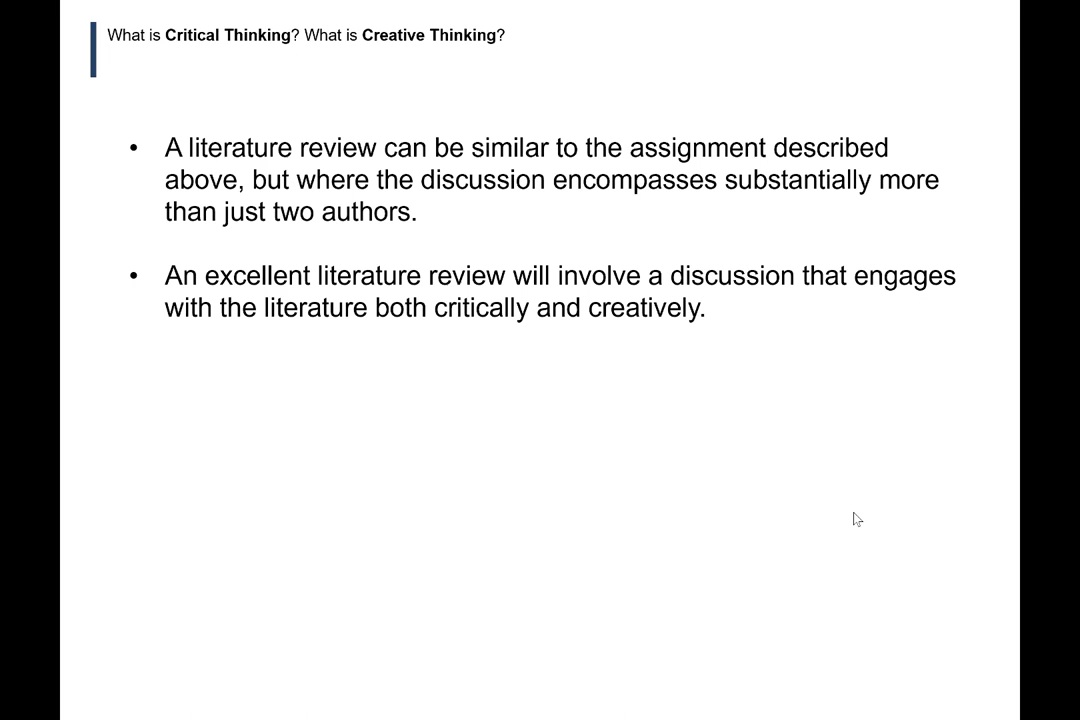 What is Critical Thinking? What is Creative Thinking?
• A literature review can be similar to the assignment described
above, but where the discussion encompasses substantially more
than just two authors.
• An excellent literature review will involve a discussion that engages
with the literature both critically and creatively.